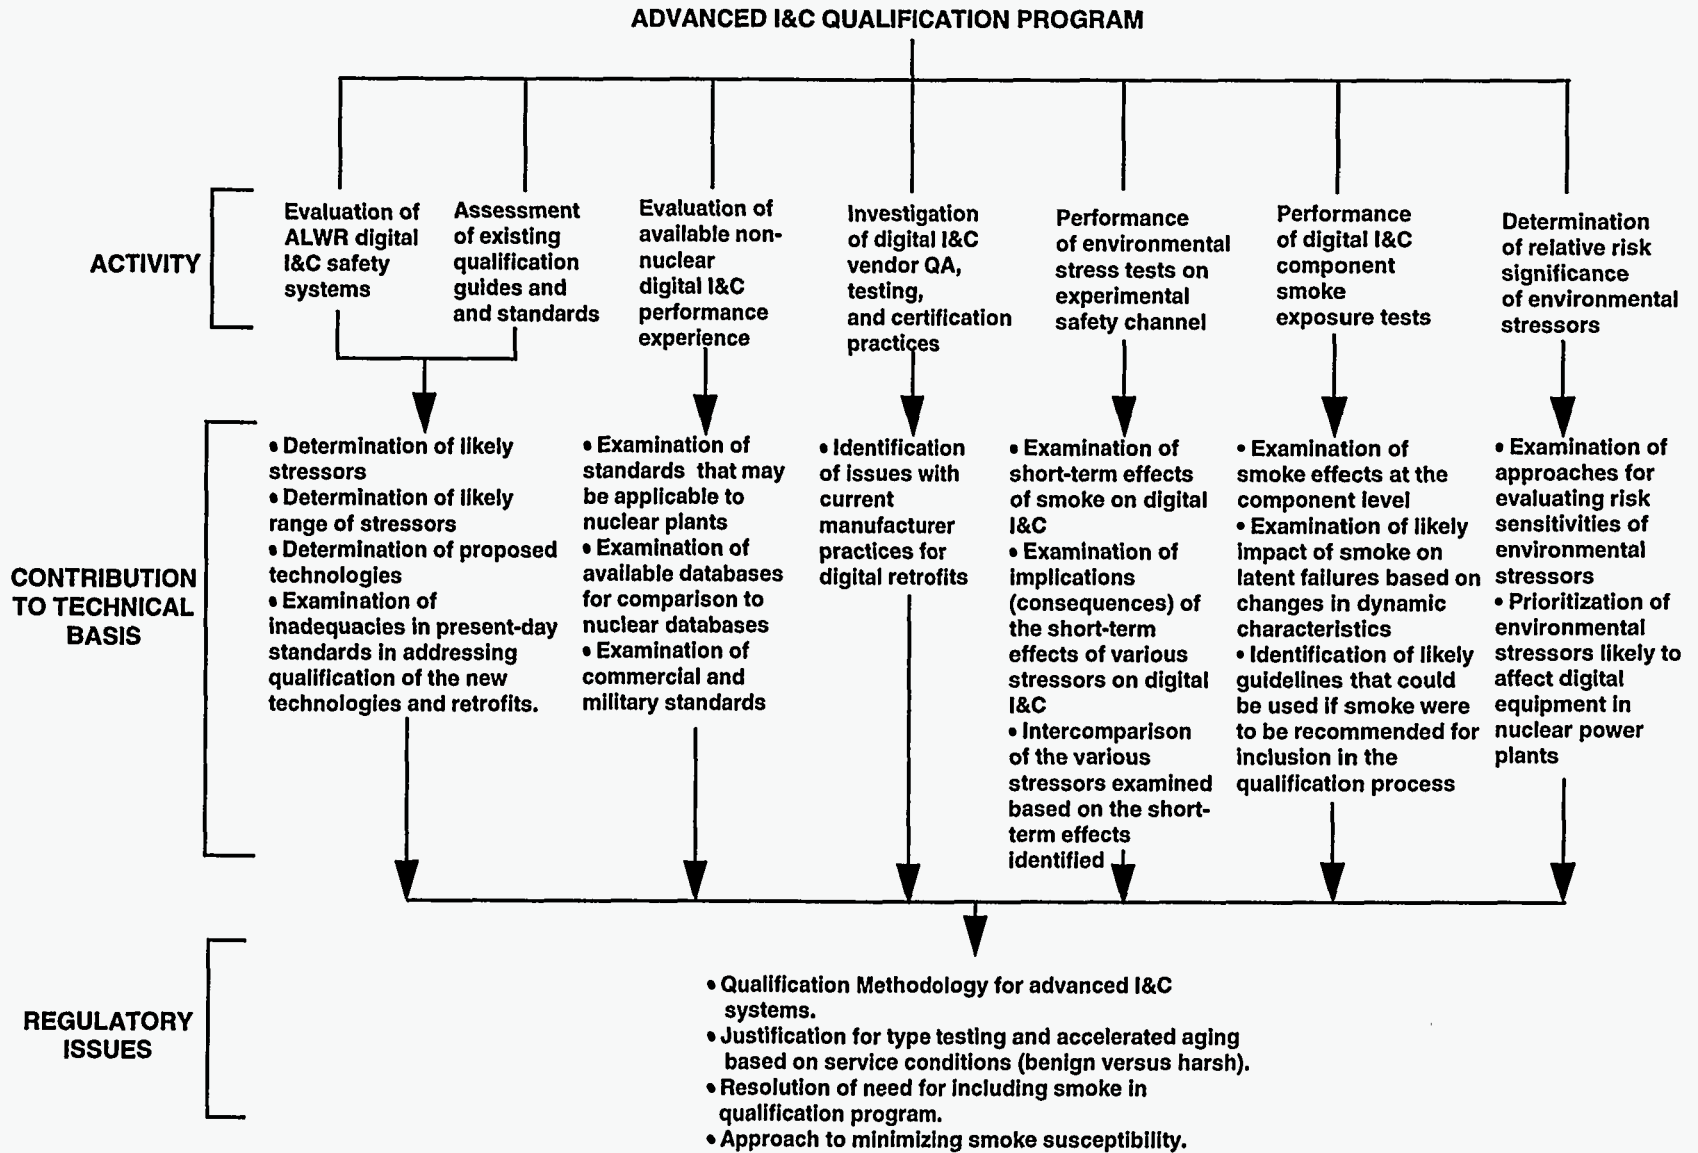 ADVANCED I&C QUALIFICATION PROGRAM
ACTIVITY
Evaluation of
ALWR digital
I&C safety
systems
Assessment
of existing
qualification
guides and
and standards
Evaluation of
available non-
nuclear
digital I&C
performance
experience
Investigation
of digital I&C
vendor QA,
testing,
and certification
practices
Performance
of environmental
stress tests on
experimental
safety channel
Performance
of digital I&C
component
smoke
exposure tests
Determination
of relative risk
significance
of environmental
stressors
CONTRIBUTION
TO TECHNICAL
BASIS
• Determination of likely
stressors
• Determination of likely
range of stressors
• Determination of proposed
technologies
• Examination of
inadequacies in present-day
standards in addressing
qualification of the new
technologies and retrofits.
• Examination of
standards that may
be applicable to
nuclear plants
• Examination of
available databases
for comparison to
nuclear databases
• Examination of
commercial and
military standards
• Identification
of issues with
current
manufacturer
practices for
digital retrofits
• Examination of
short-term effects
of smoke on digital
I&C
• Examination of
implications
(consequences) of
the short-term
effects of various
stressors on digital
I&C
• Intercomparison
of the various
stressors examined
based on the short-
term effects
identified
• Examination of
smoke effects at the
component level
• Examination of likely
impact of smoke on
latent failures based on
changes in dynamic
characteristics
• Identification of likely
guidelines that could
be used if smoke were
to be recommended for
inclusion in the
qualification process
• Examination of
approaches for
evaluating risk
sensitivities of
environmental
stressors
• Prioritization of
environmental
stressors likely to
affect digital
equipment in
nuclear power
plants
REGULATORY
ISSUES
• Qualification Methodology for advanced I&C
systems.
• Justification for type testing and accelerated aging
based on service conditions (benign versus harsh).
• Resolution of need for including smoke in
qualification program.
• Approach to minimizing smoke susceptibility.